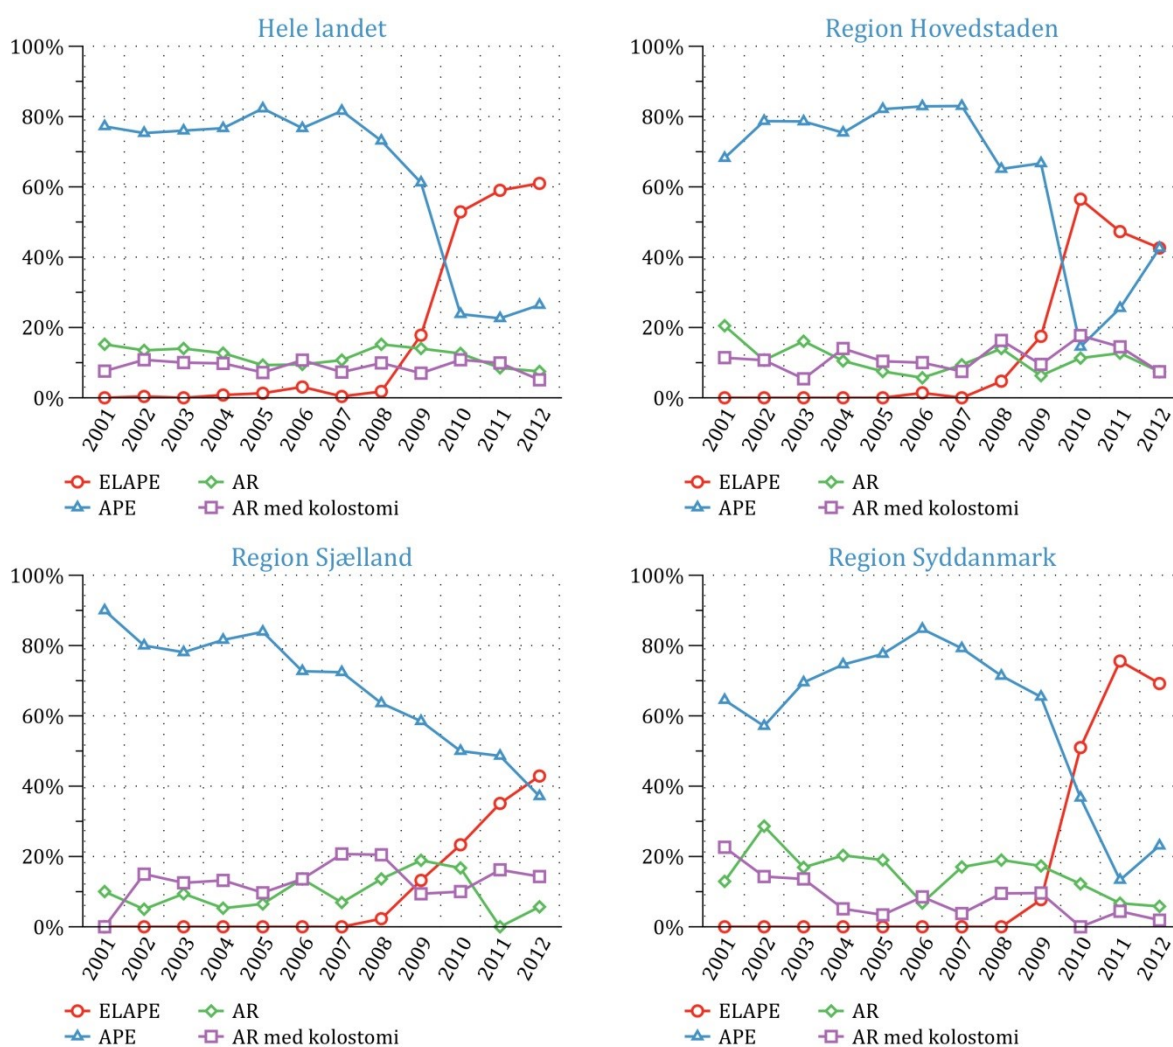 Hele landet
100%
80%
60%
40%
20%
0%
2001 2002 2003 2004 2005 2006 2007 2008 2009 2010 2011 2012
ELAPE AR
APE AR med kolostomi
Region Hovedstaden
100%
80%
60%
40%
20%
0%
2001 2002 2003 2004 2005 2006 2007 2008 2009 2010 2011 2012
ELAPE AR
APE AR med kolostomi
Region Sjælland
100%
80%
60%
40%
20%
0%
2001 2002 2003 2004 2005 2006 2007 2008 2009 2010 2011 2012
ELAPE AR
APE AR med kolostomi
Region Syddanmark
100%
80%
60%
40%
20%
0%
2001 2002 2003 2004 2005 2006 2007 2008 2009 2010 2011 2012
ELAPE AR
APE AR med kolostomi